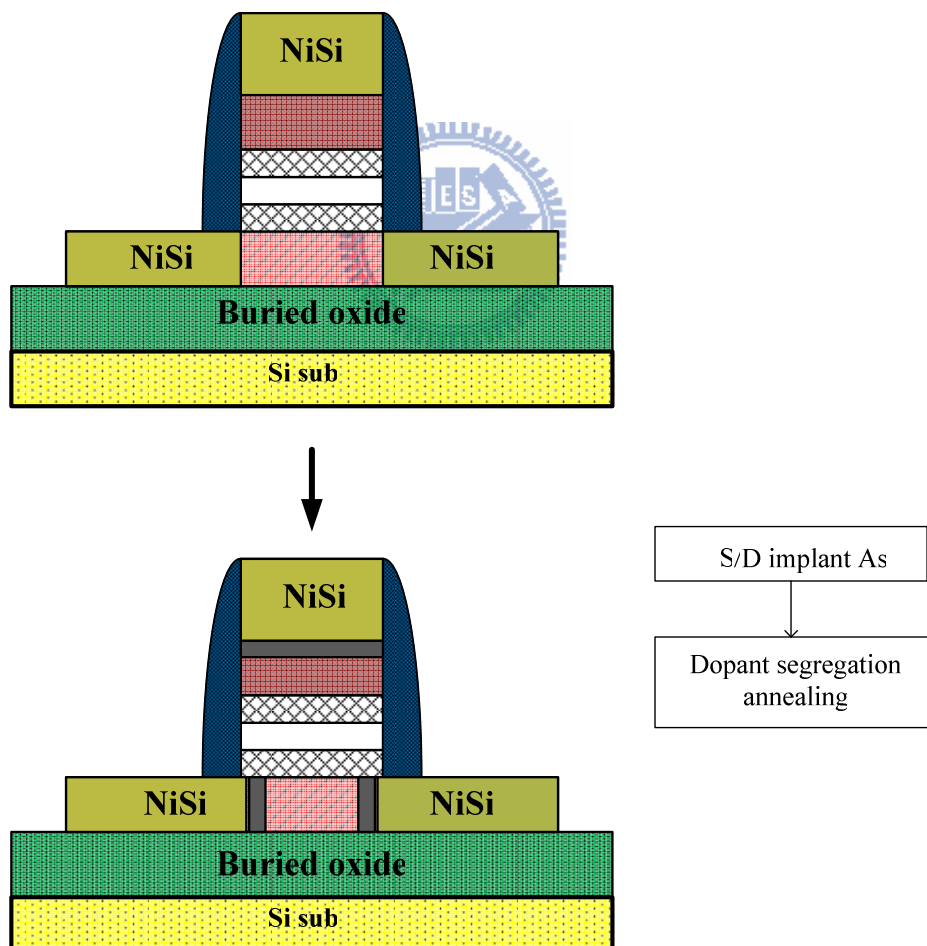 NiSi
NiSi NiSi
Buried oxide
Si sub
S/D implant As
Dopant segregation
annealing
NiSi
NiSi NiSi
Buried oxide
Si sub